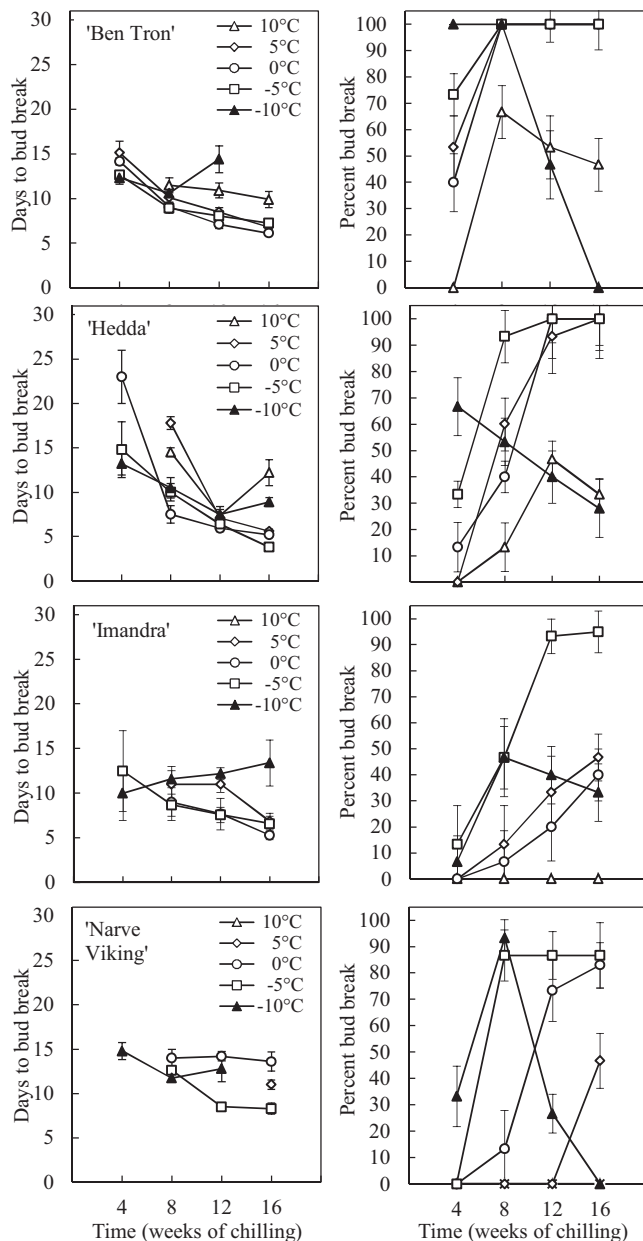 'Ben Tron'
10°C
5°C
0°C
-5°C
-10°C
Days to bud break
30
25
20
15
10
5
0
Percent bud break
100
90
80
70
60
50
40
30
20
10
0
'Hedda'
10°C
5°C
0°C
-5°C
-10°C
Days to bud break
30
25
20
15
10
5
0
Percent bud break
100
90
80
70
60
50
40
30
20
10
'Imandra'
10°C
5°C
0°C
-5°C
-10°C
Days to bud break
30
25
20
15
10
5
0
Percent bud break
100
90
80
70
60
50
40
30
20
10
0
'Narve
Viking'
10°C
5°C
0°C
-5°C
-10°C
Days to bud break
30
25
20
15
10
5
0
4 8 12 16
Time (weeks of chilling)
Percent bud break
100
90
80
70
60
50
40
30
20
10
0
4 8 12 16
Time (weeks of chilling)